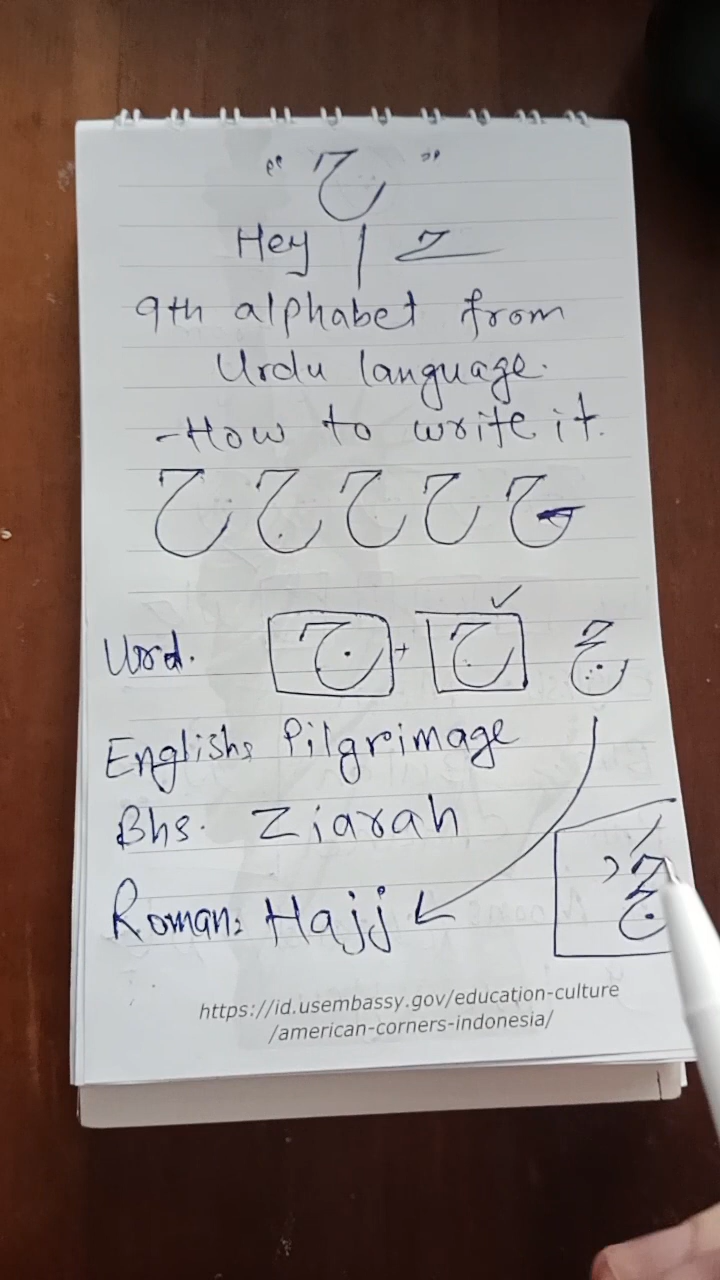 " ح "
Hey / حـ
9th alphabet from
Urdu language.
- How to write it.
ح ح ح ح ح
Urd. ج + ح حج
English: Pilgrimage
Bhs. Ziarah
حج
Roman: Hajj
https://id.usembassy.gov/education-culture
/american-corners-indonesia/